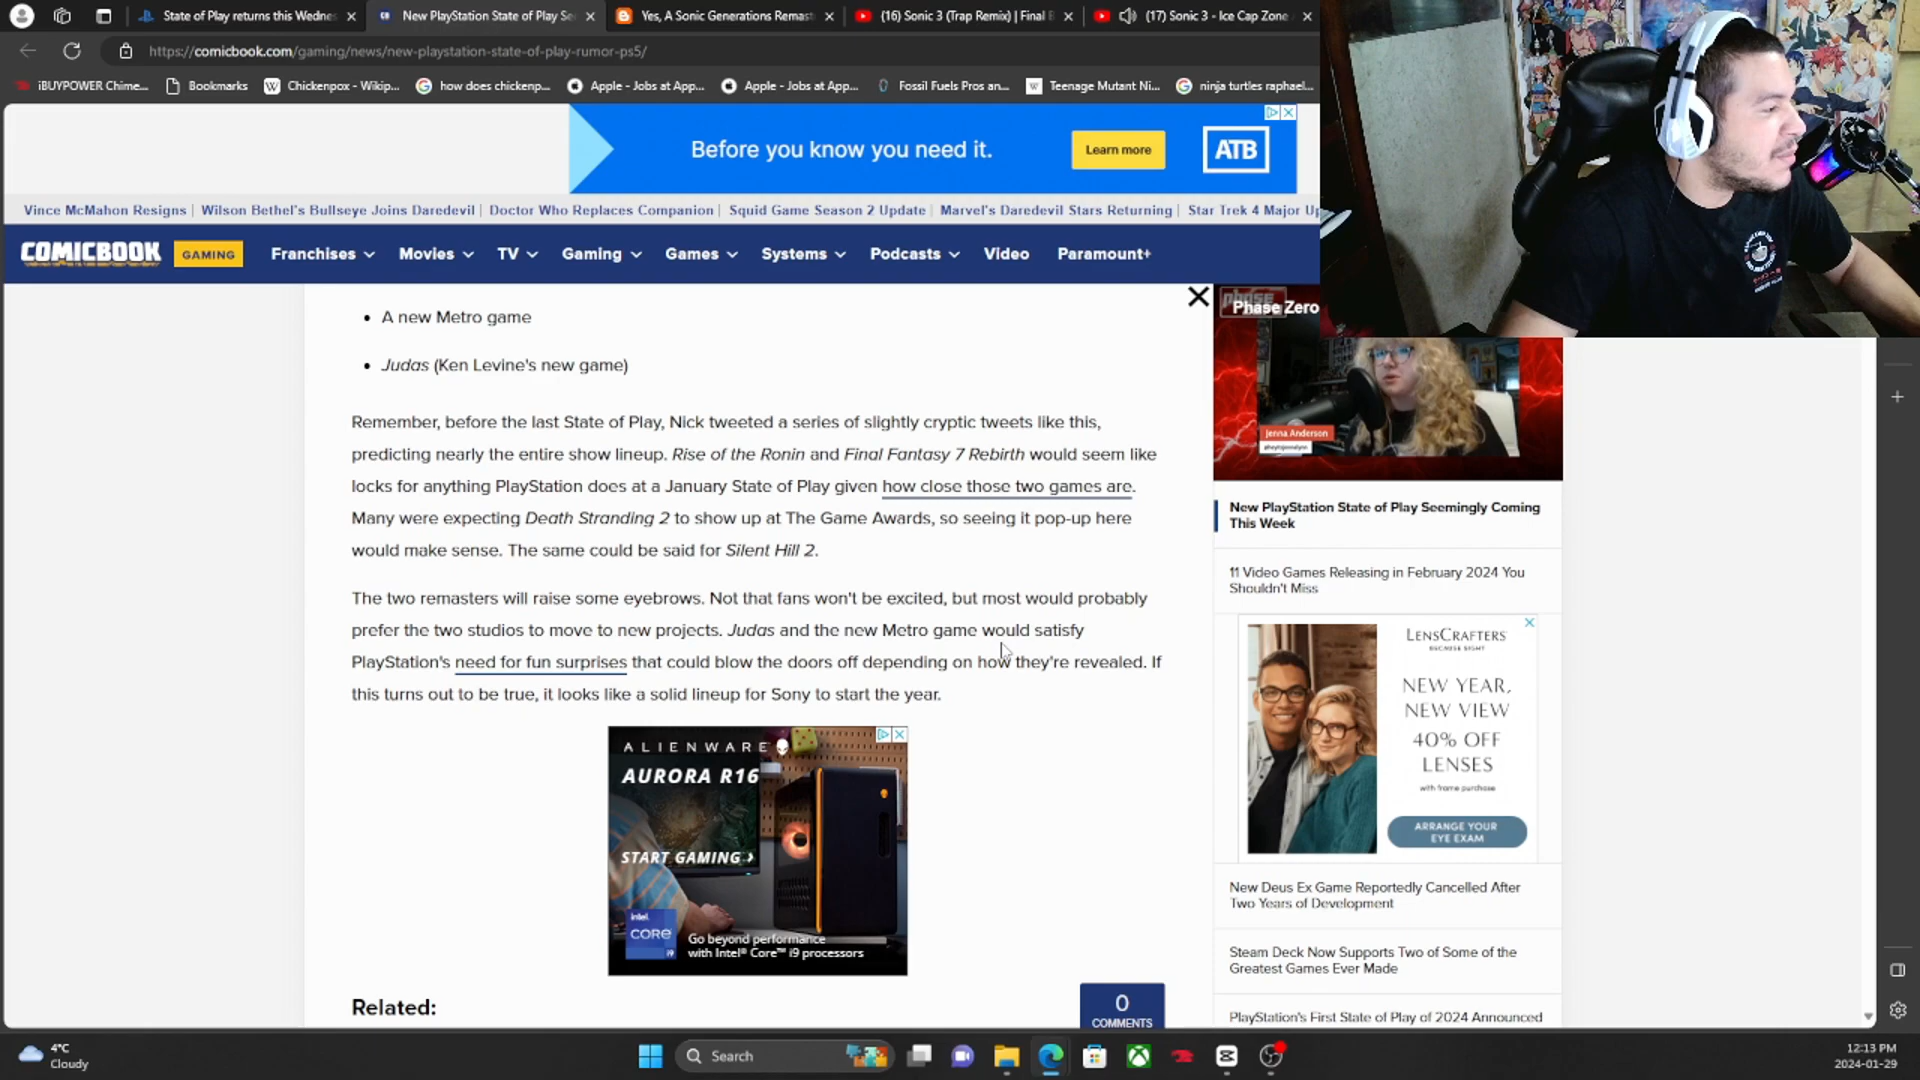 State of Play returns this Wednes
New PlayStation State of Play Se
Yes, A Sonic Generations Remast
(16) Sonic 3 (Trap Remix) | Final B
(17) Sonic 3 - Ice Cap Zone
https://comicbook.com/gaming/news/new-playstation-state-of-play-rumor-ps5/
iBUYPOWER Chime...
Bookmarks
Chickenpox - Wikip...
how does chickenp...
Apple - Jobs at App...
Apple - Jobs at App...
Fossil Fuels Pros an...
Teenage Mutant Ni...
ninja turtles raphael...
Before you know you need it.
Learn more
ATB
Vince McMahon Resigns | Wilson Bethel's Bullseye Joins Daredevil | Doctor Who Replaces Companion | Squid Game Season 2 Update | Marvel's Daredevil Stars Returning | Star Trek 4 Major Up
COMICBOOK GAMING Franchises Movies TV Gaming Games Systems Podcasts Video Paramount+
• A new Metro game
• Judas (Ken Levine's new game)
Remember, before the last State of Play, Nick tweeted a series of slightly cryptic tweets like this,
predicting nearly the entire show lineup. Rise of the Ronin and Final Fantasy 7 Rebirth would seem like
locks for anything PlayStation does at a January State of Play given how close those two games are.
Many were expecting Death Stranding 2 to show up at The Game Awards, so seeing it pop-up here
would make sense. The same could be said for Silent Hill 2.
The two remasters will raise some eyebrows. Not that fans won't be excited, but most would probably
prefer the two studios to move to new projects. Judas and the new Metro game would satisfy
PlayStation's need for fun surprises that could blow the doors off depending on how they're revealed. If
this turns out to be true, it looks like a solid lineup for Sony to start the year.
ALIENWARE
AURORA R16
START GAMING ›
intel.
CORE
i9
Go beyond performance
with Intel® Core™ i9 processors
Related:
0
COMMENTS
Phase Zero
Jenna Anderson
New PlayStation State of Play Seemingly Coming
This Week
11 Video Games Releasing in February 2024 You
Shouldn't Miss
LENSCRAFTERS
BECAUSE SIGHT
NEW YEAR,
NEW VIEW
40% OFF
LENSES
with frame purchase
ARRANGE YOUR
EYE EXAM
New Deus Ex Game Reportedly Cancelled After
Two Years of Development
Steam Deck Now Supports Two of Some of the
Greatest Games Ever Made
PlayStation's First State of Play of 2024 Announced
4°C
Cloudy
Search
12:13 PM
2024-01-29